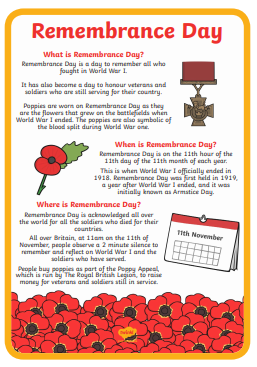 Remembrance Day
What is Remembrance Day?
Remembrance Day is a day to remember all who
fought in World War I.
It has also become a day to honour veterans and
soldiers who are still serving for their country.
Poppies are worn on Remembrance Day as they
are the flowers that grew on the battlefields when
World War I ended. The poppies are also symbolic of
the blood split during World War one.
When is Remembrance Day?
Remembrance Day is on the 11th hour of the
11th day of the 11th month of each year.
This is when World War I officially ended in
1918. Remembrance Day was first held in 1919,
a year after World War I ended, and it was
initially known as Armistice Day.
Where is Remembrance Day?
Remembrance Day is acknowledged all over
the world for all the soldiers who died for their
countries.
All over Britain, at 11am on the 11th of
November, people observe a 2 minute silence to
remember and reflect on World War I and the
soldiers who have served.
People buy poppies as part of the Poppy Appeal,
which is run by The Royal British Legion, to raise
money for veterans and soldiers still in service.
11th November